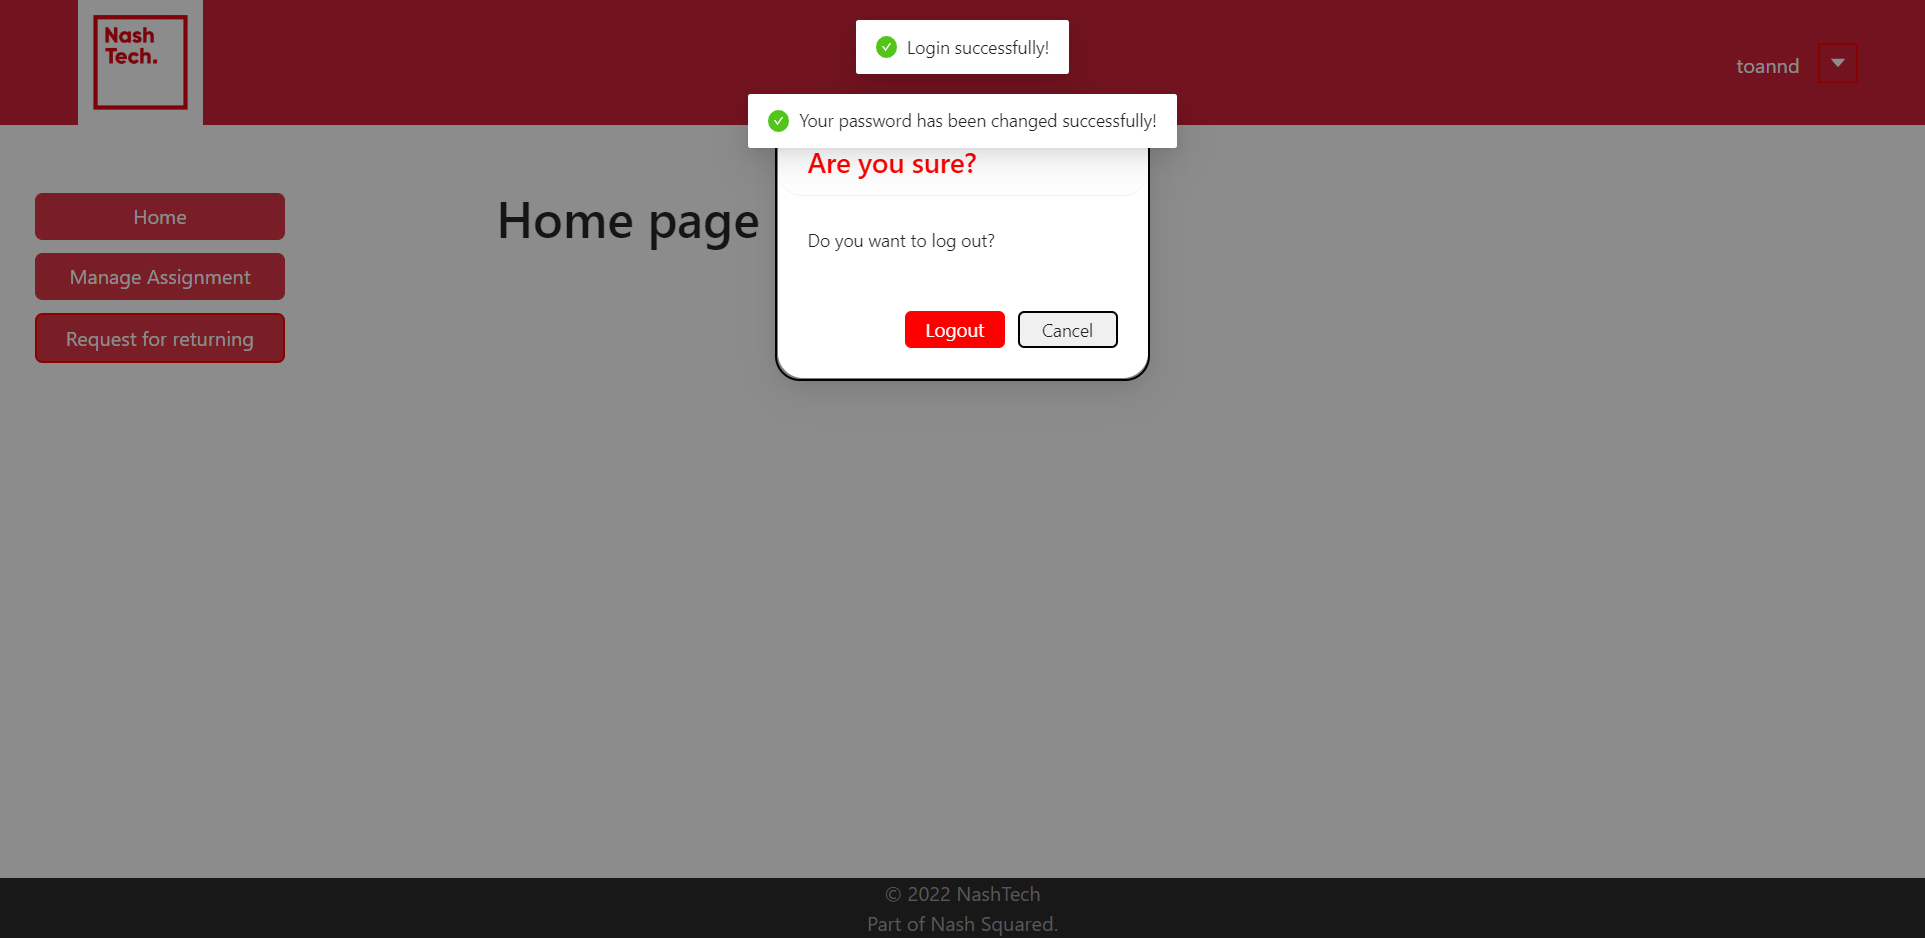 Nash
Tech.
Login successfully!
toannd
Your password has been changed successfully!
Are you sure?
Home
Home page
Do you want to log out?
Manage Assignment
Request for returning
Logout
Cancel
© 2022 NashTech
Part of Nash Squared.